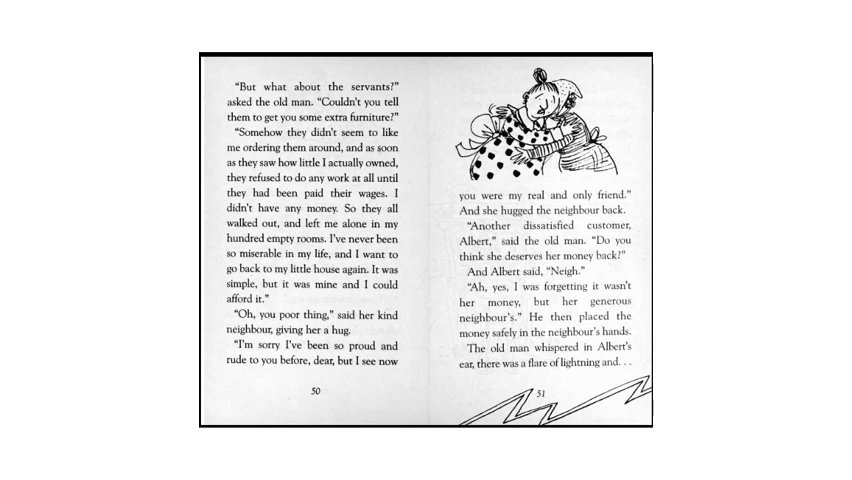 “But what about the servants?”
asked the old man. “Couldn’t you tell
them to get you some extra furniture?”
“Somehow they didn’t seem to like
me ordering them around, and as soon
as they saw how little I actually owned,
they refused to do any work at all until
they had been paid their wages. I
didn’t have any money. So they all
walked out, and left me alone in my
hundred empty rooms. I’ve never been
so miserable in my life, and I want to
go back to my little house again. It was
simple, but it was mine and I could
afford it.”
“Oh, you poor thing,” said her kind
neighbour, giving her a hug.
“I’m sorry I’ve been so proud and
rude to you before, dear, but I see now
50
you were my real and only friend.”
And she hugged the neighbour back.
“Another dissatisfied customer,
Albert,” said the old man. “Do you
think she deserves her money back?”
And Albert said, “Neigh.”
“Ah, yes, I was forgetting it wasn’t
her money, but her generous
neighbour’s.” He then placed the
money safely in the neighbour’s hands.
The old man whispered in Albert’s
ear, there was a flare of lightning and. . .
51